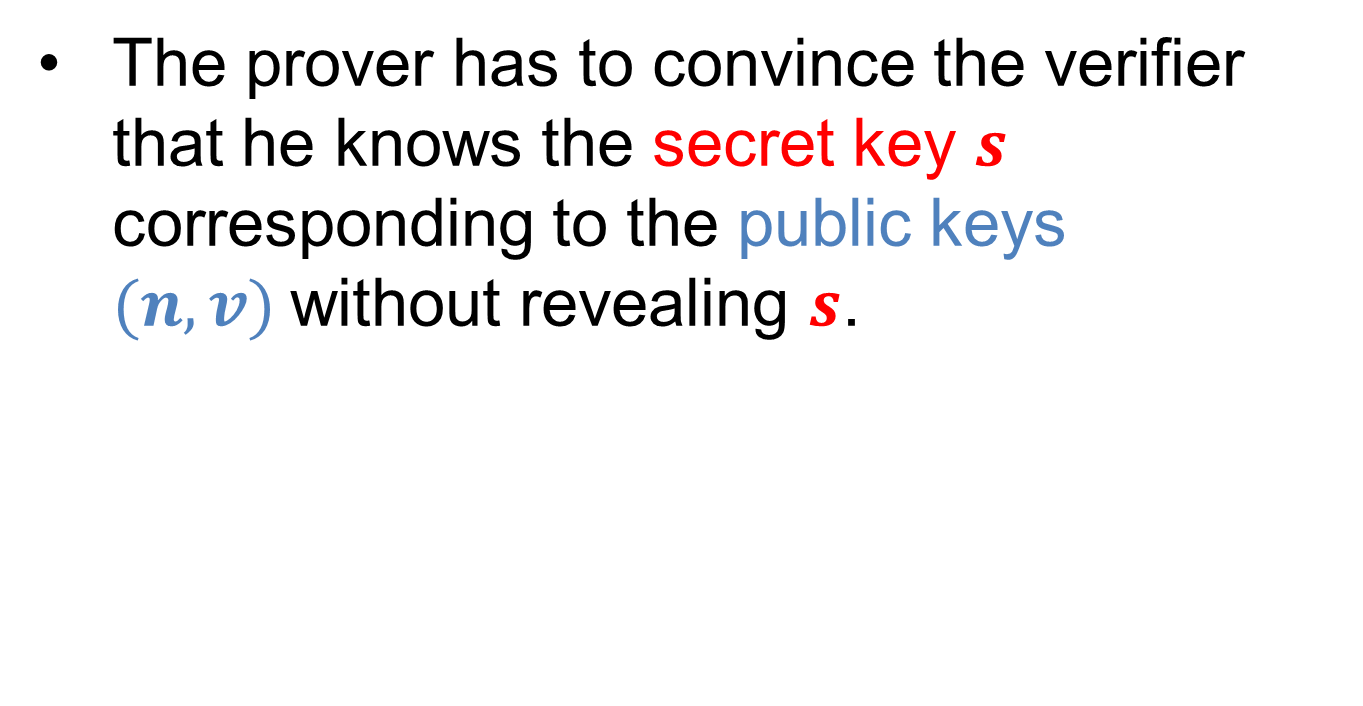 • The prover has to convince the verifier
that he knows the secret key s
corresponding to the public keys
(n, v) without revealing s.